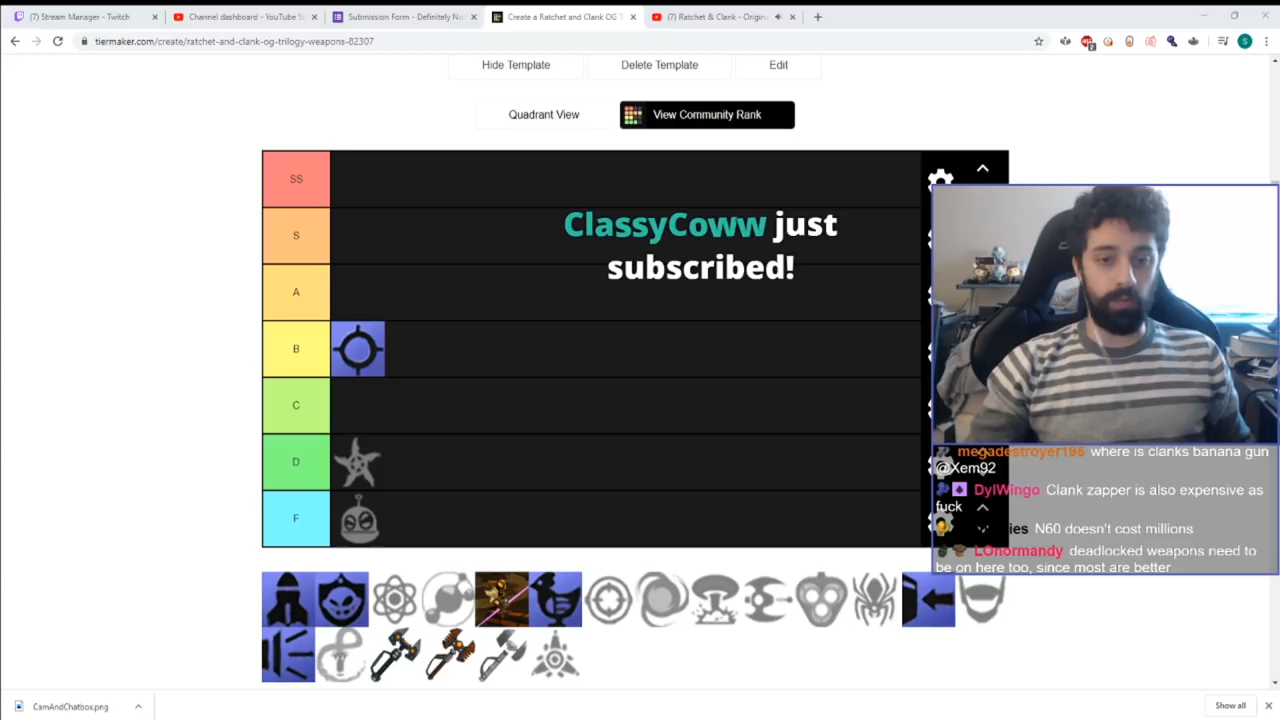 (7) Stream Manager - Twitch
Channel dashboard - YouTube S
Submission Form - Definitely No
Create a Ratchet and Clank OG T
(7) Ratchet & Clank - Origin
tiermaker.com/create/ratchet-and-clank-og-trilogy-weapons-82307
2
S
Hide Template
Delete Template
Edit
Quadrant View
View Community Rank
SS
S
A
B
C
D
F
ClassyCoww just
subscribed!
megadestroyer195 where is clanks banana gun
@Xem92
DylWingo Clank zapper is also expensive as
fuck
ies N60 doesn't cost millions
LOnormandy deadlocked weapons need to
be on here too, since most are better
CamAndChatbox.png
Show all